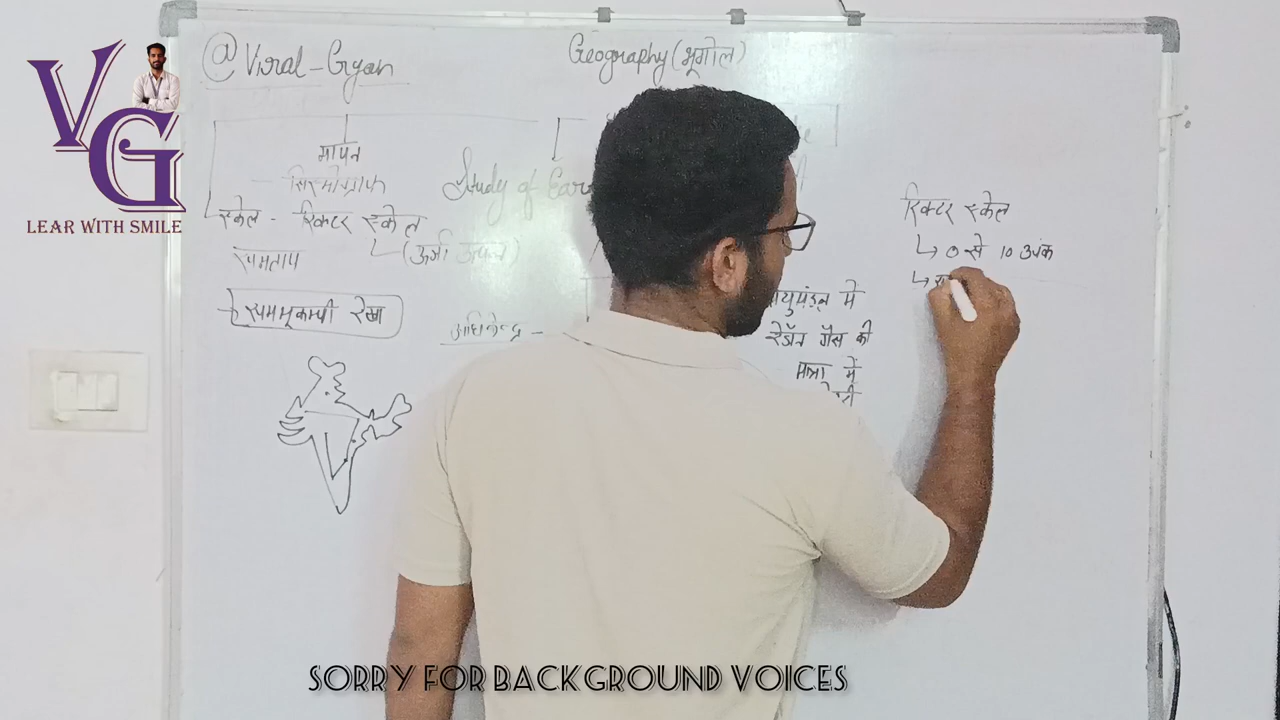 @Viral-Gyan
Geography (भूगोल)
VG
LEAR WITH SMILE
मापन
सिस्मोग्राफ
Study of Ear
स्केल - रिक्टर स्केल
(ऊर्जा उत्पन्न)
रिक्टर स्केल
0 से 10 अंक
समभूकम्पी रेखा
अधिकेन्द्र -
युमंडल में
रेडॉन गैस की
मात्रा में
SORRY FOR BACKGROUND VOICES